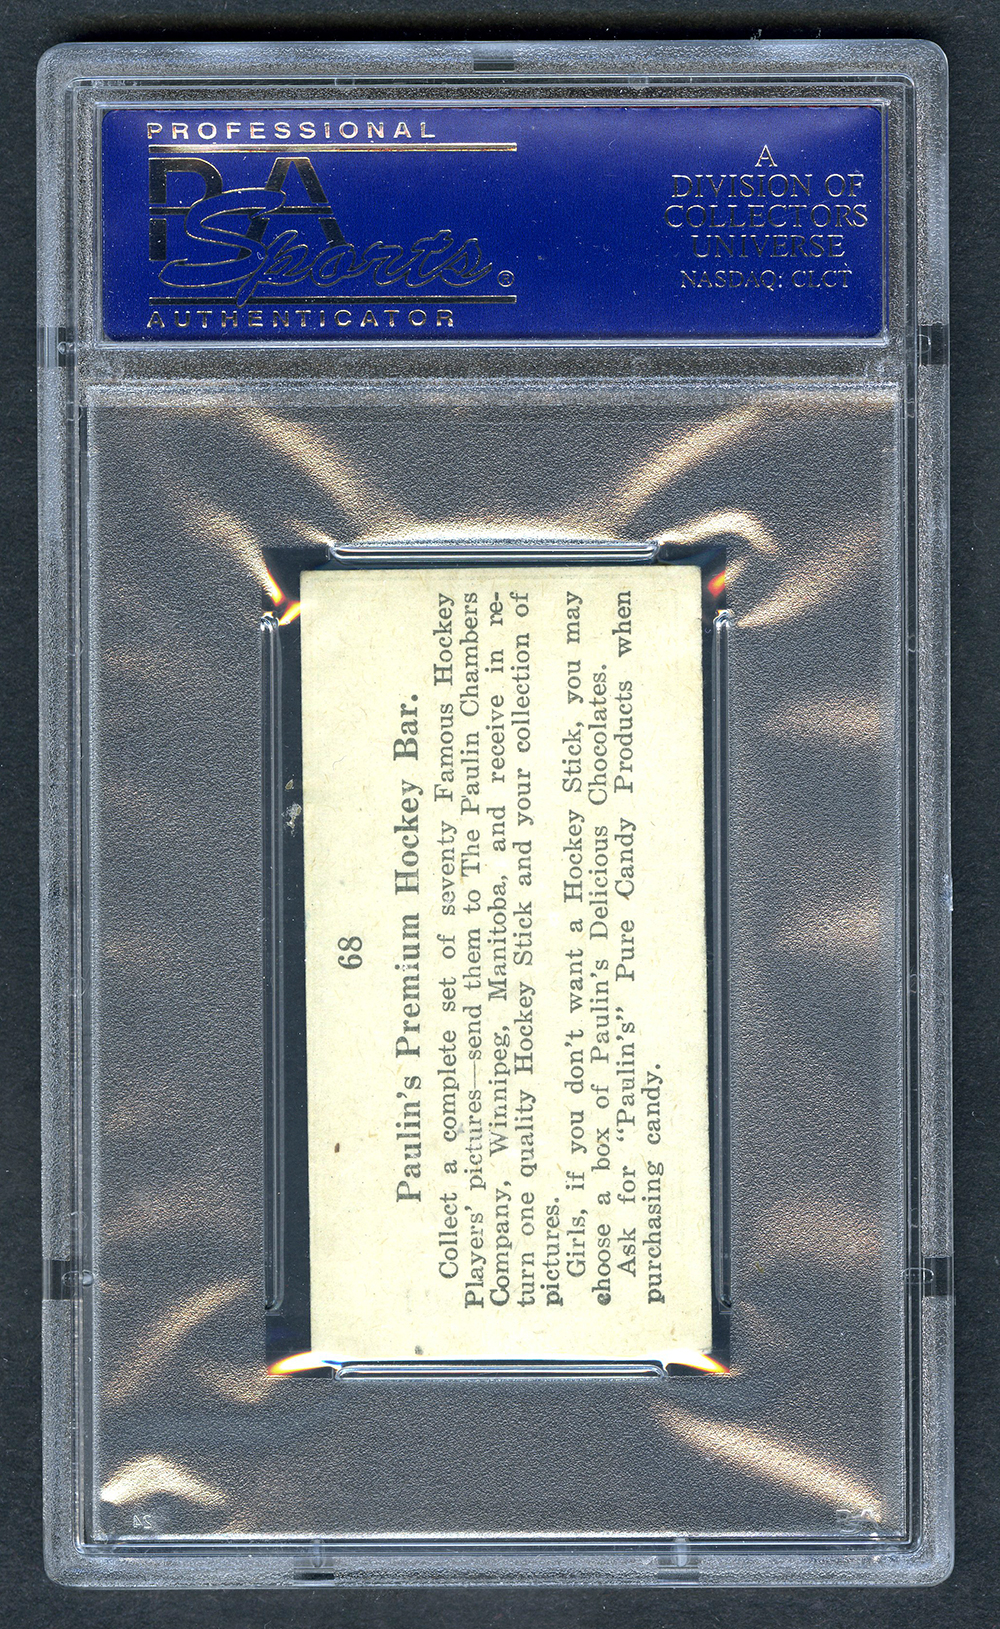 PROFESSIONAL
PSA
Sports®
AUTHENTICATOR
A
DIVISION OF
COLLECTORS
UNIVERSE
NASDAQ: CLCT
68
Paulin's Premium Hockey Bar.
Collect a complete set of seventy Famous Hockey
Players' pictures—send them to The Paulin Chambers
Company, Winnipeg, Manitoba, and receive in re-
turn one quality Hockey Stick and your collection of
pictures.
Girls, if you don't want a Hockey Stick, you may
choose a box of Paulin's Delicious Chocolates.
Ask for "Paulin's" Pure Candy Products when
purchasing candy.
24